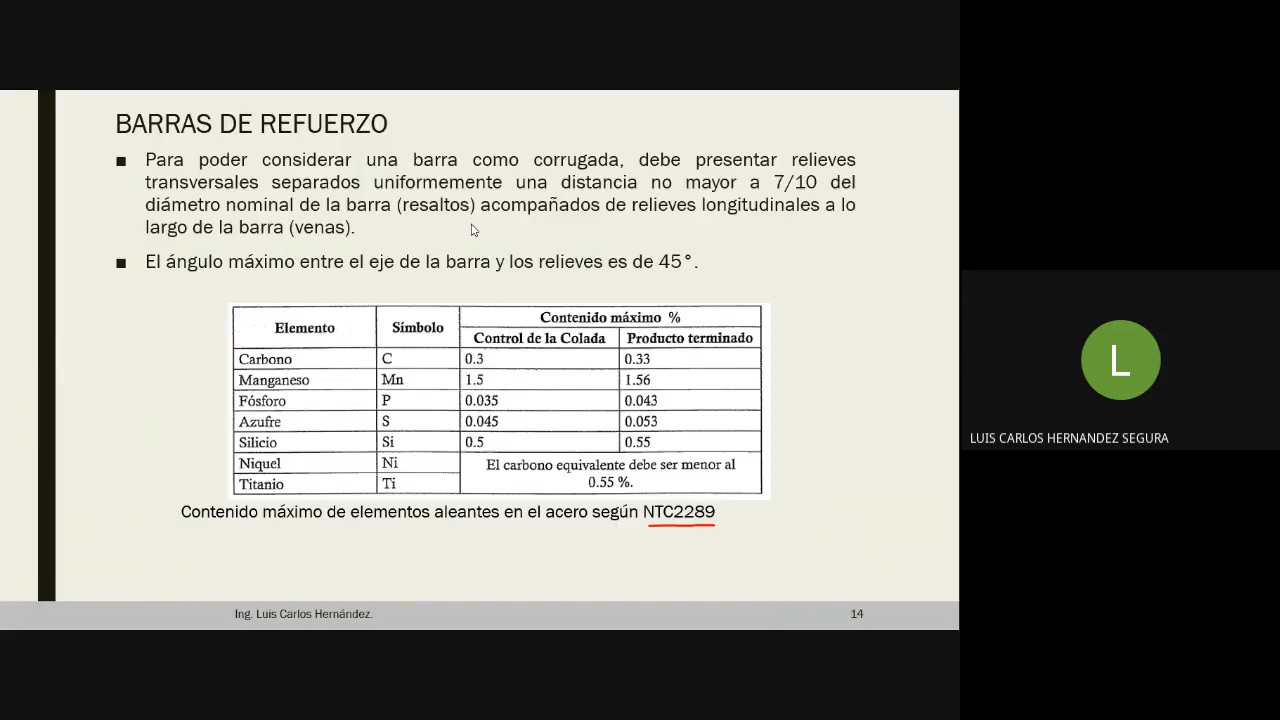 BARRAS DE REFUERZO
■ Para poder considerar una barra como corrugada, debe presentar relieves
transversales separados uniformemente una distancia no mayor a 7/10 del
diámetro nominal de la barra (resaltos) acompañados de relieves longitudinales a lo
largo de la barra (venas).
■ El ángulo máximo entre el eje de la barra y los relieves es de 45°.
Elemento Símbolo Contenido máximo %
Control de la Colada Producto terminado
Carbono C 0.3 0.33
Manganeso Mn 1.5 1.56
Fósforo P 0.035 0.043
Azufre S 0.045 0.053
Silicio Si 0.5 0.55
Niquel Ni El carbono equivalente debe ser menor al
Titanio Ti 0.55 %.
Contenido máximo de elementos aleantes en el acero según NTC2289
Ing. Luis Carlos Hernández. 14
L
LUIS CARLOS HERNANDEZ SEGURA